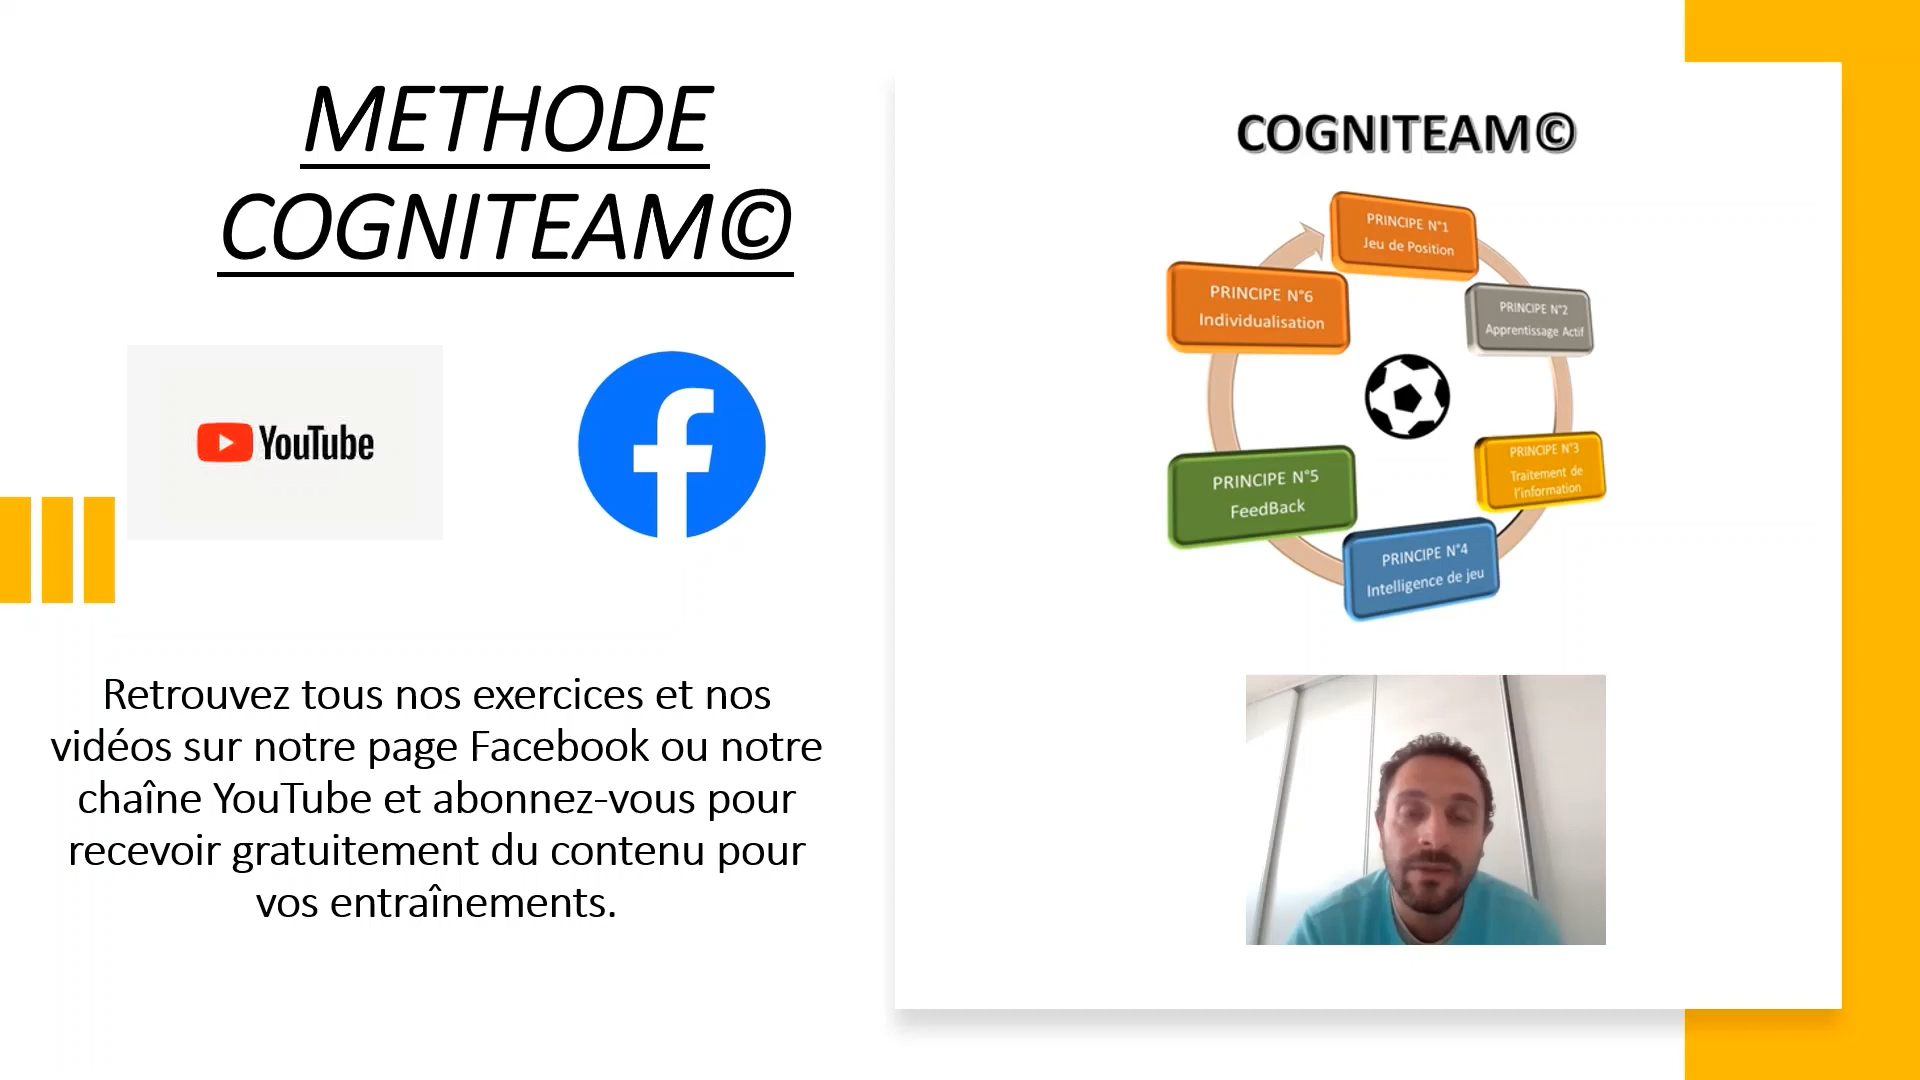 METHODE
COGNITEAM©
YouTube
Retrouvez tous nos exercices et nos
vidéos sur notre page Facebook ou notre
chaîne YouTube et abonnez-vous pour
recevoir gratuitement du contenu pour
vos entraînements.
COGNITEAM©
PRINCIPE N°1
Jeu de Position
PRINCIPE N°2
Apprentissage Actif
PRINCIPE N°3
Traitement de
l'information
PRINCIPE N°4
Intelligence de jeu
PRINCIPE N°5
FeedBack
PRINCIPE N°6
Individualisation